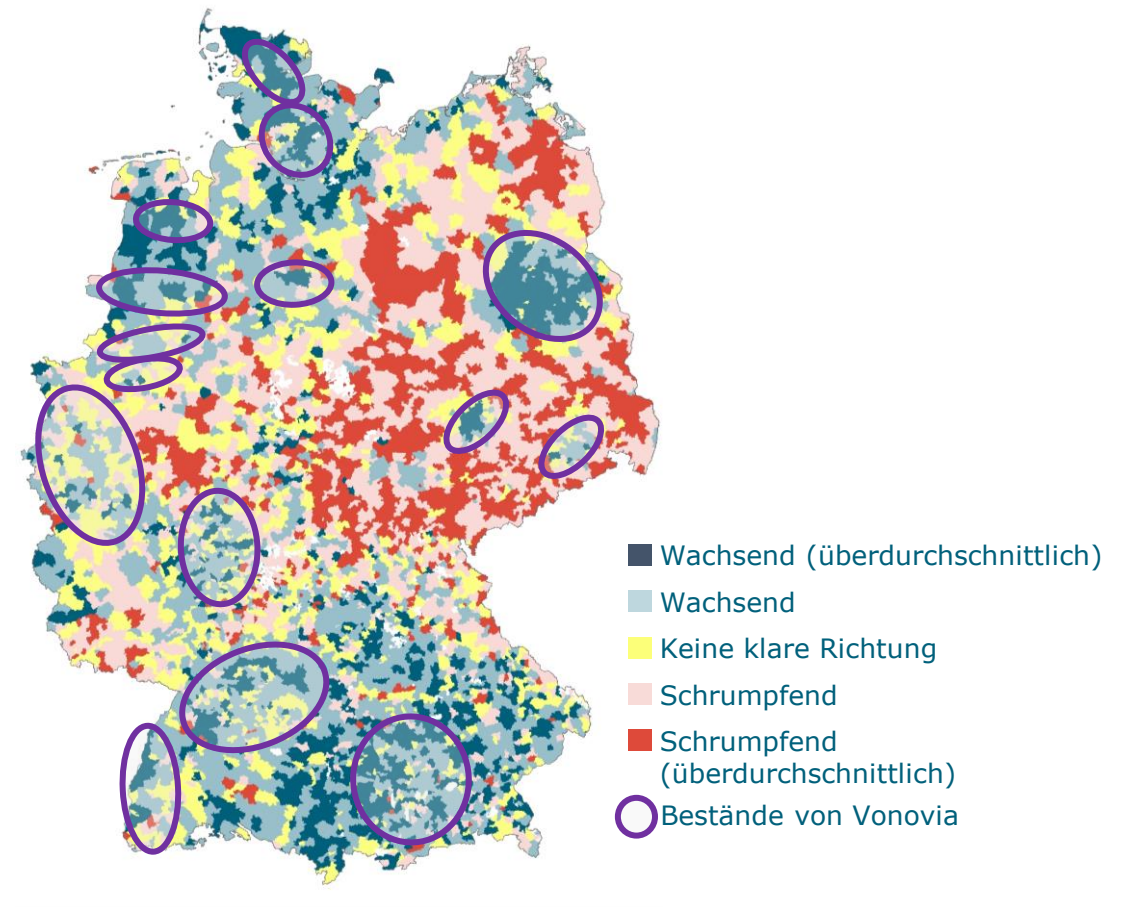 Wachsend (überdurchschnittlich)
Wachsend
Keine klare Richtung
Schrumpfend
Schrumpfend
(überdurchschnittlich)
Bestände von Vonovia